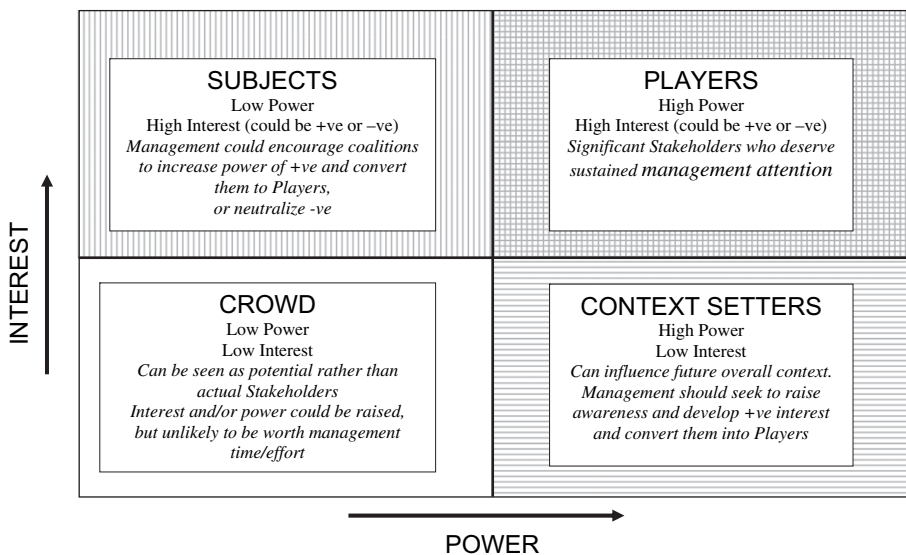 SUBJECTS
Low Power
High Interest (could be +ve or –ve)
Management could encourage coalitions
to increase power of +ve and convert
them to Players,
or neutralize -ve
PLAYERS
High Power
High Interest (could be +ve or –ve)
Significant Stakeholders who deserve
sustained management attention
INTEREST
CROWD
Low Power
Low Interest
Can be seen as potential rather than
actual Stakeholders
Interest and/or power could be raised,
but unlikely to be worth management
time/effort
CONTEXT SETTERS
High Power
Low Interest
Can influence future overall context.
Management should seek to raise
awareness and develop +ve interest
and convert them into Players
POWER